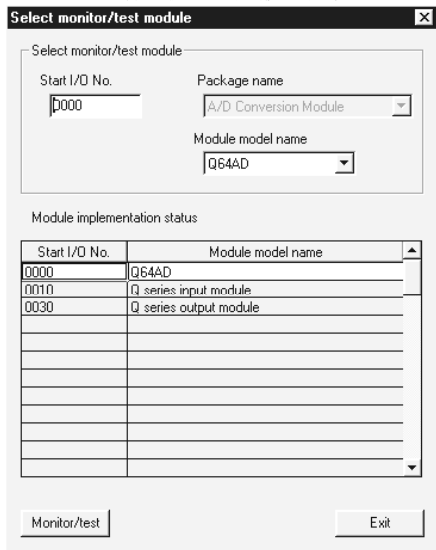 Select monitor/test module
Select monitor/test module
Start I/O No. Package name
0000 A/D Conversion Module
Module model name
Q64AD
Module implementation status
Start I/O No. Module model name
0000 Q64AD
0010 Q series input module
0030 Q series output module
Monitor/test Exit